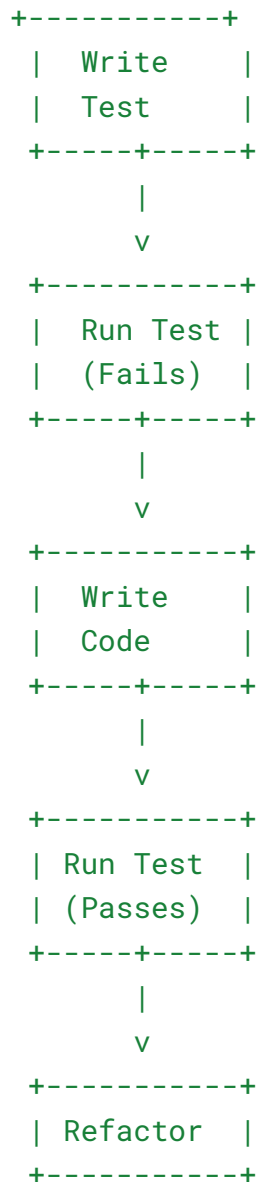 +-----------+
 |  Write    |
 |  Test     |
 +-----+-----+
       |
       v
 +-----------+
 |  Run Test |
 |  (Fails)  |
 +-----+-----+
       |
       v
 +-----------+
 |  Write    |
 |  Code     |
 +-----+-----+
       |
       v
 +-----------+
 | Run Test  |
 | (Passes)  |
 +-----+-----+
       |
       v
 +-----------+
 | Refactor  |
 +-----------+